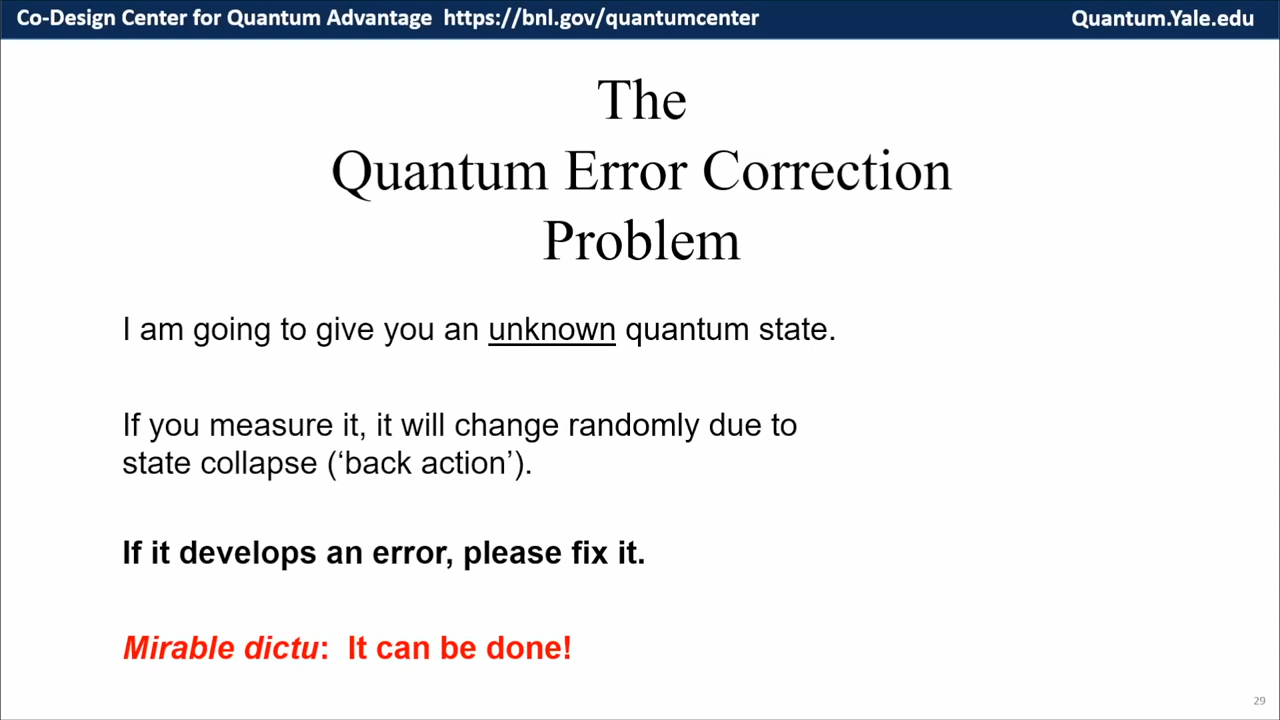 Co-Design Center for Quantum Advantage https://bnl.gov/quantumcenter Quantum.Yale.edu
The
Quantum Error Correction
Problem
I am going to give you an unknown quantum state.
If you measure it, it will change randomly due to
state collapse (‘back action’).
If it develops an error, please fix it.
Mirable dictu: It can be done!
29